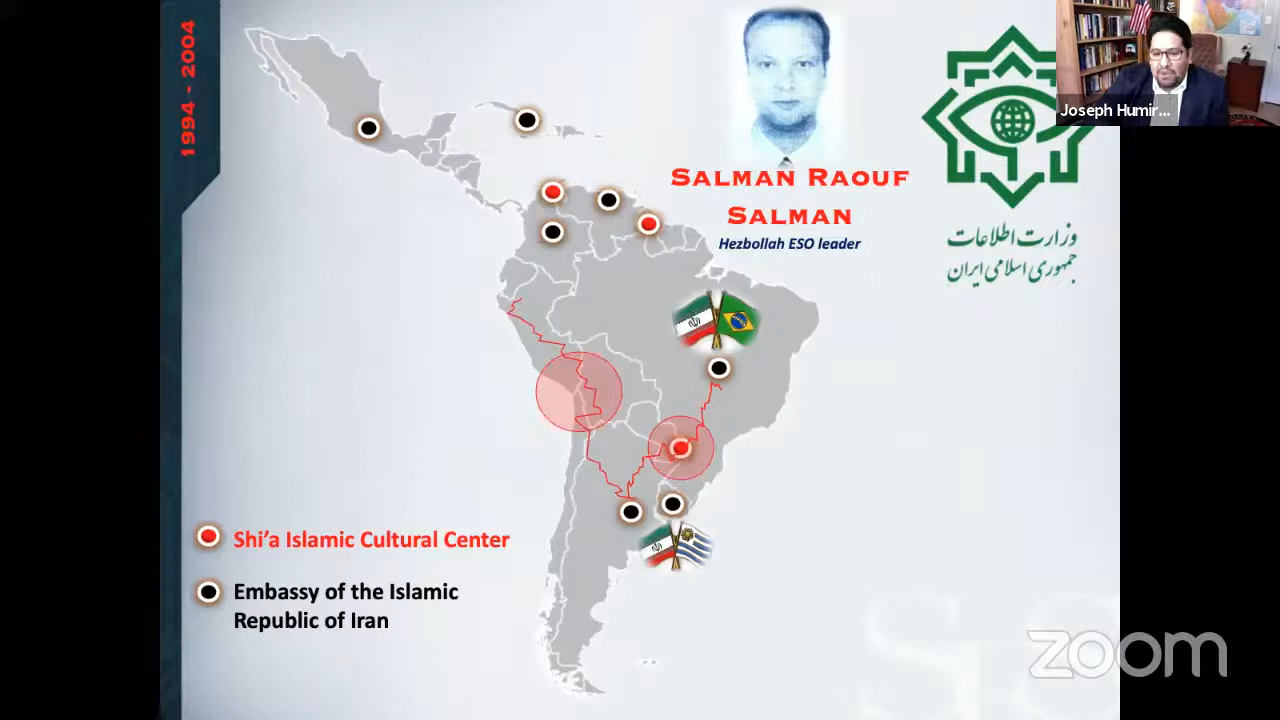 1994 - 2004
Joseph Humir...
SALMAN RAOUF
SALMAN
Hezbollah ESO leader
وزارت اطلاعات
جمهوری اسلامی ایران
Shi’a Islamic Cultural Center
Embassy of the Islamic
Republic of Iran
zoom